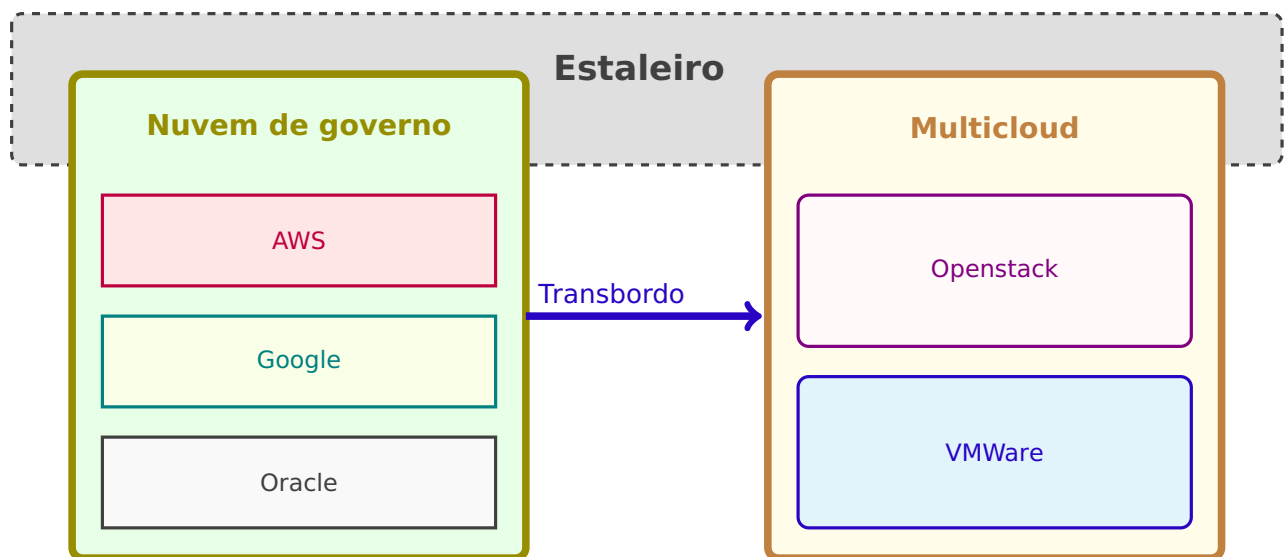 Estaleiro
Nuvem de governo
AWS
Google
Oracle
Transbordo
Multicloud
Openstack
VMWare